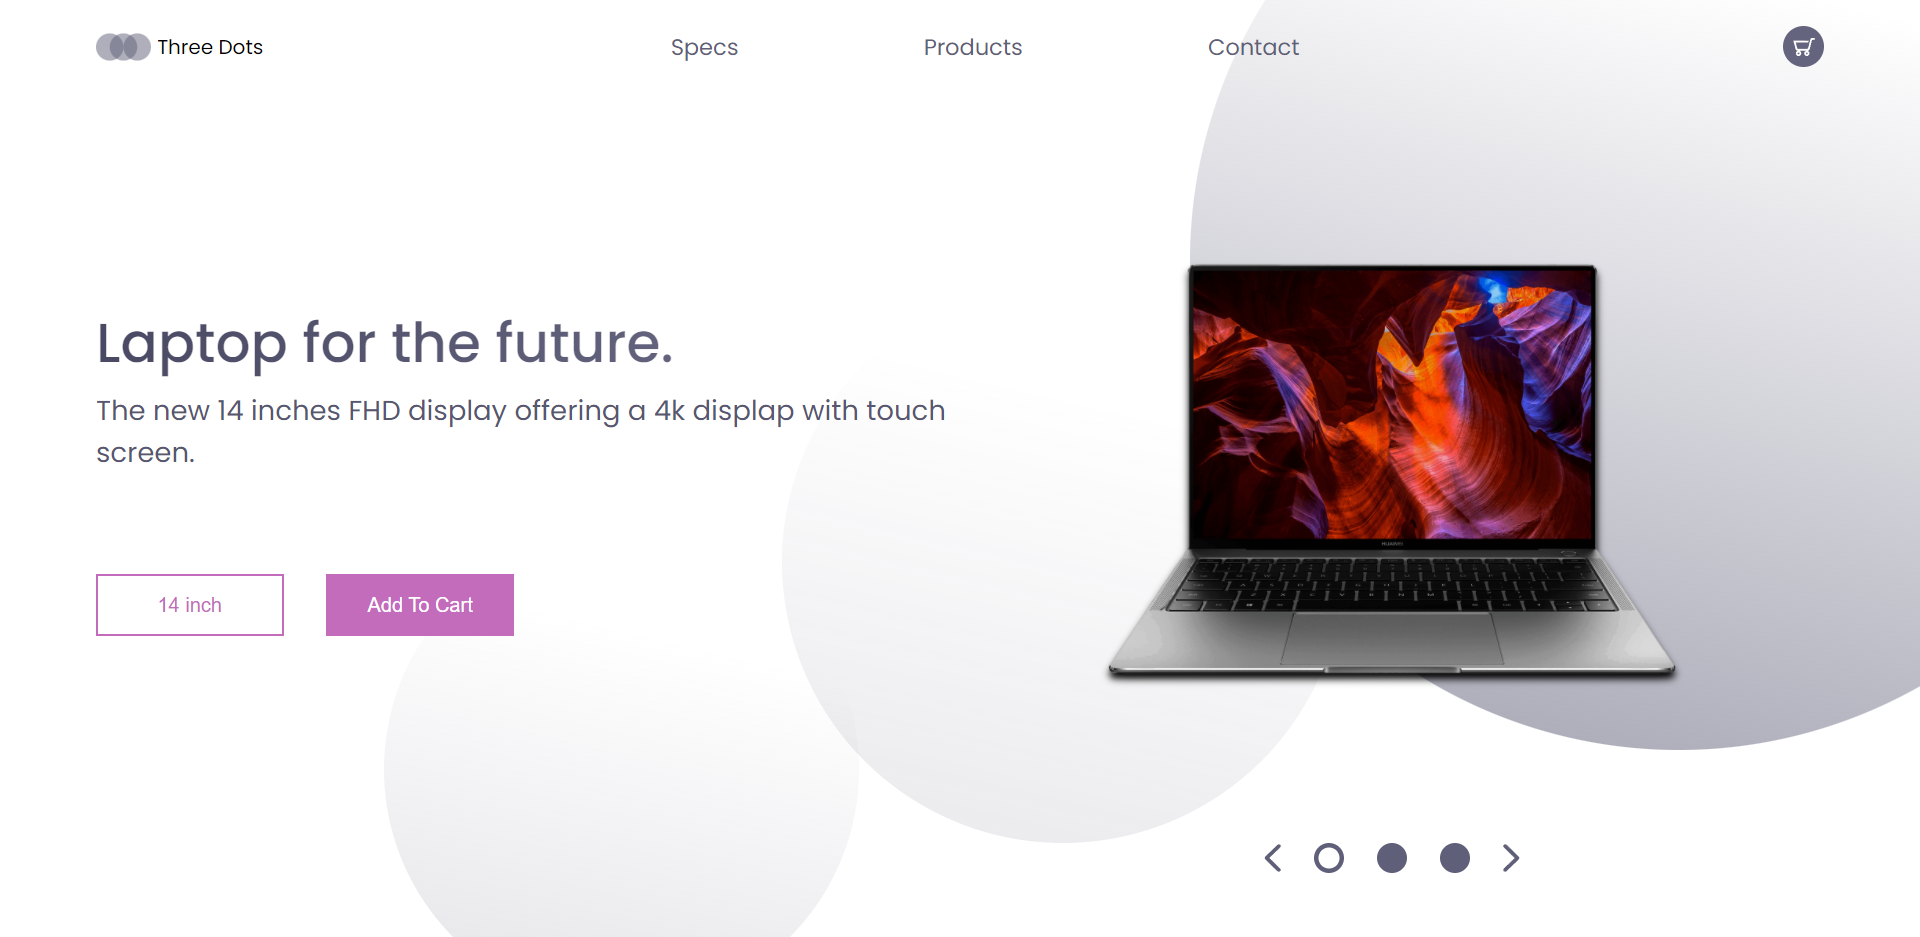 Three Dots
Specs
Products
Contact
Laptop for the future.
The new 14 inches FHD display offering a 4k displap with touch
screen.
14 inch
Add To Cart
HUAWEI